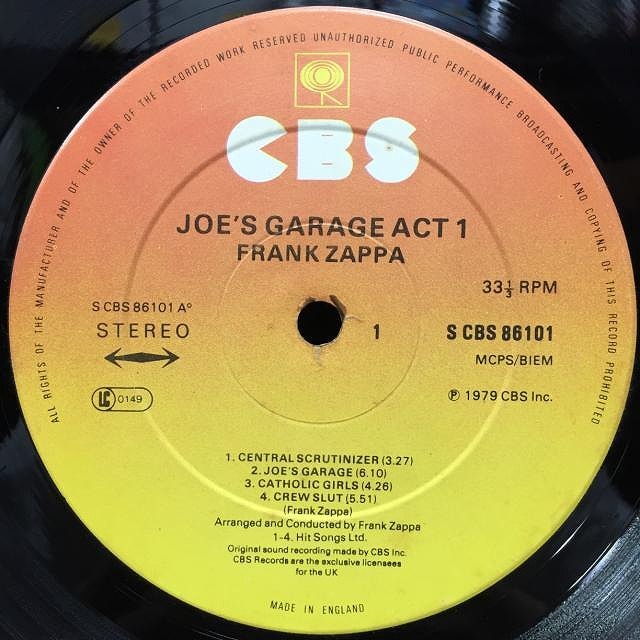 ALL RIGHTS OF THE MANUFACTURER AND OF THE OWNER OF THE RECORDED WORK RESERVED UNAUTHORIZED PUBLIC PERFORMANCE BROADCASTING AND COPYING OF THIS RECORD PROHIBITED
CBS
JOE'S GARAGE ACT 1
FRANK ZAPPA
33⅓ RPM
S CBS 86101 A°
STEREO
1
S CBS 86101
MCPS/BIEM
LC 0149
℗ 1979 CBS Inc.
1. CENTRAL SCRUTINIZER (3.27)
2. JOE'S GARAGE (6.10)
3. CATHOLIC GIRLS (4.26)
4. CREW SLUT (5.51)
(Frank Zappa)
Arranged and Conducted by Frank Zappa
1-4. Hit Songs Ltd.
Original sound recording made by CBS Inc.
CBS Records are the exclusive licensees
for the UK
MADE IN ENGLAND